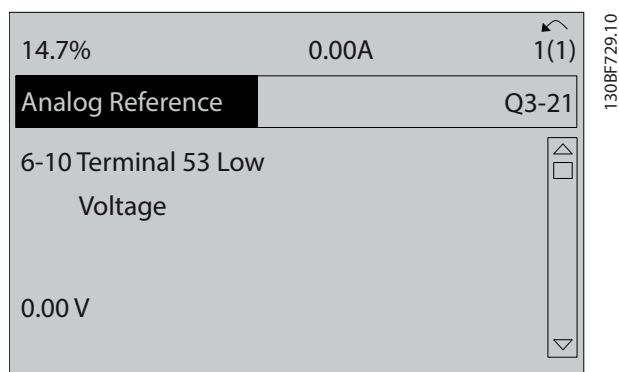 14.7% 0.00A 1(1)
Analog Reference Q3-21
6-10 Terminal 53 Low
Voltage
0.00 V
130BF729.10